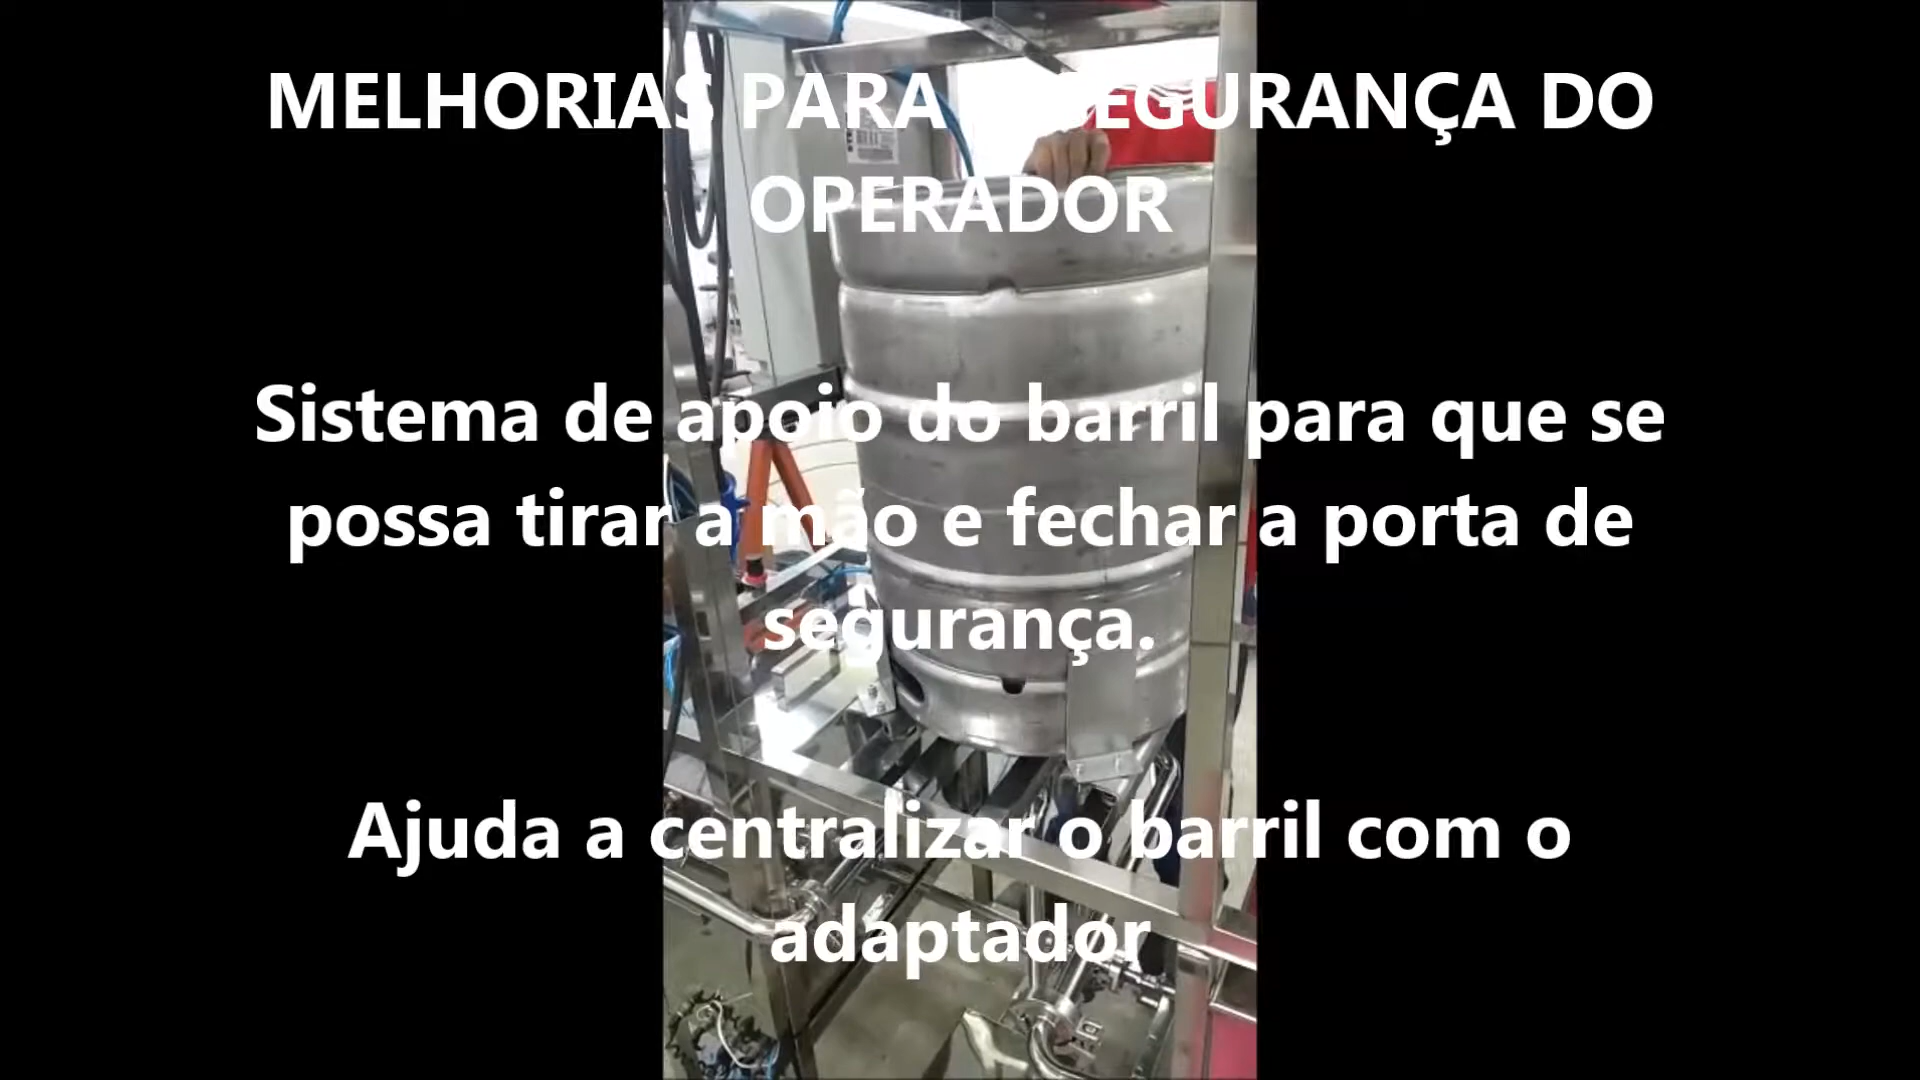 MELHORIAS PARA SEGURANÇA DO
OPERADOR
Sistema de apoio do barril para que se
possa tirar a mão e fechar a porta de
segurança.
Ajuda a centralizar o barril com o
adaptador